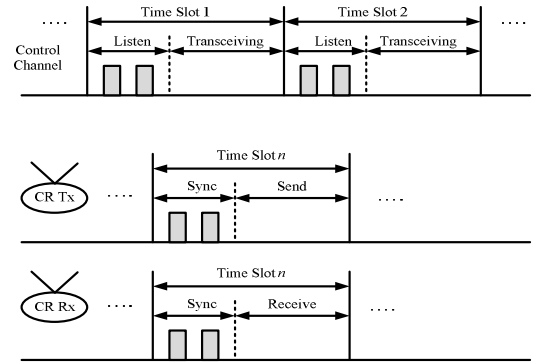 .... Time Slot 1 Time Slot 2 ....
Control Channel
Listen Transceiving Listen Transceiving
Time Slot n
CR Tx .... Sync Send ....
Time Slot n
CR Rx .... Sync Receive ....